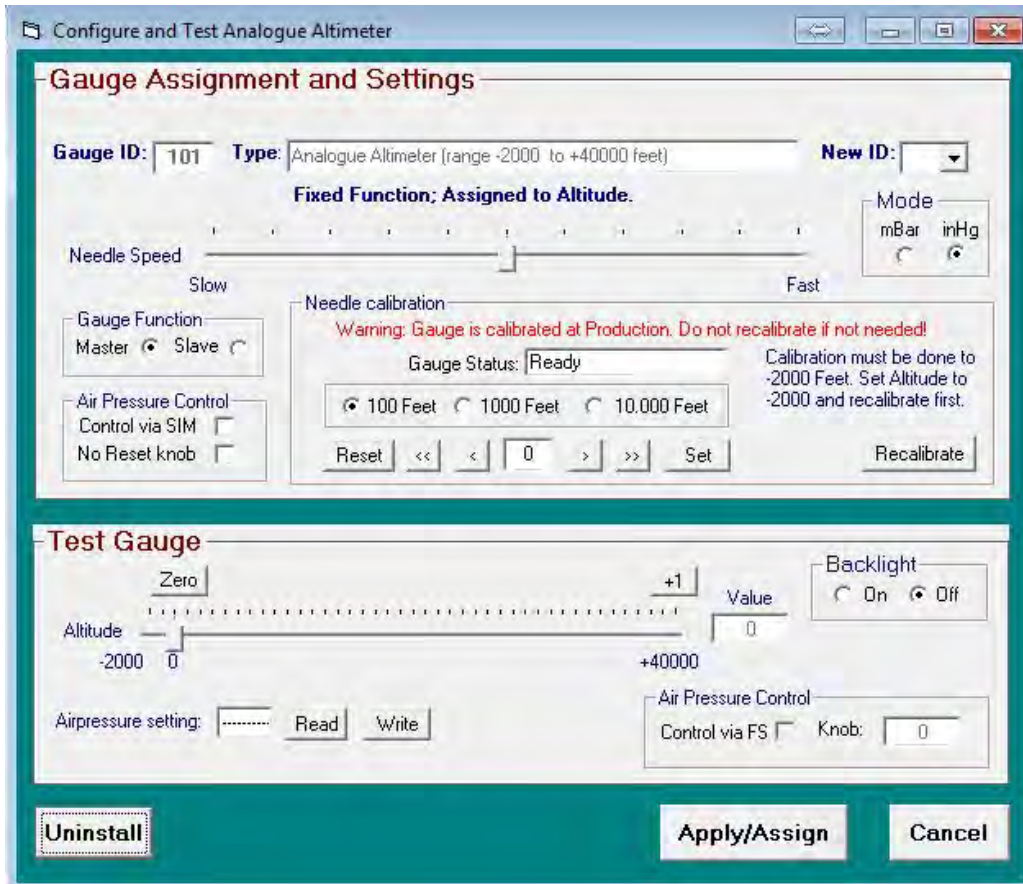 Configure and Test Analogue Altimeter
Gauge Assignment and Settings
Gauge ID: 101 Type: Analogue Altimeter (range -2000 to +40000 feet) New ID:
Fixed Function; Assigned to Altitude.
Mode
mBar inHg
Needle Speed
Slow Fast
Gauge Function
Master Slave
Air Pressure Control
Control via SIM
No Reset knob
Needle calibration
Warning: Gauge is calibrated at Production. Do not recalibrate if not needed!
Gauge Status: Ready
100 Feet 1000 Feet 10.000 Feet
Reset << < 0 > >> Set
Calibration must be done to
-2000 Feet. Set Altitude to
-2000 and recalibrate first.
Recalibrate
Test Gauge
Zero +1
Altitude
-2000 0 +40000
Value
0
Backlight
On Off
Airpressure setting: --------- Read Write
Air Pressure Control
Control via FS Knob: 0
Uninstall Apply/Assign Cancel